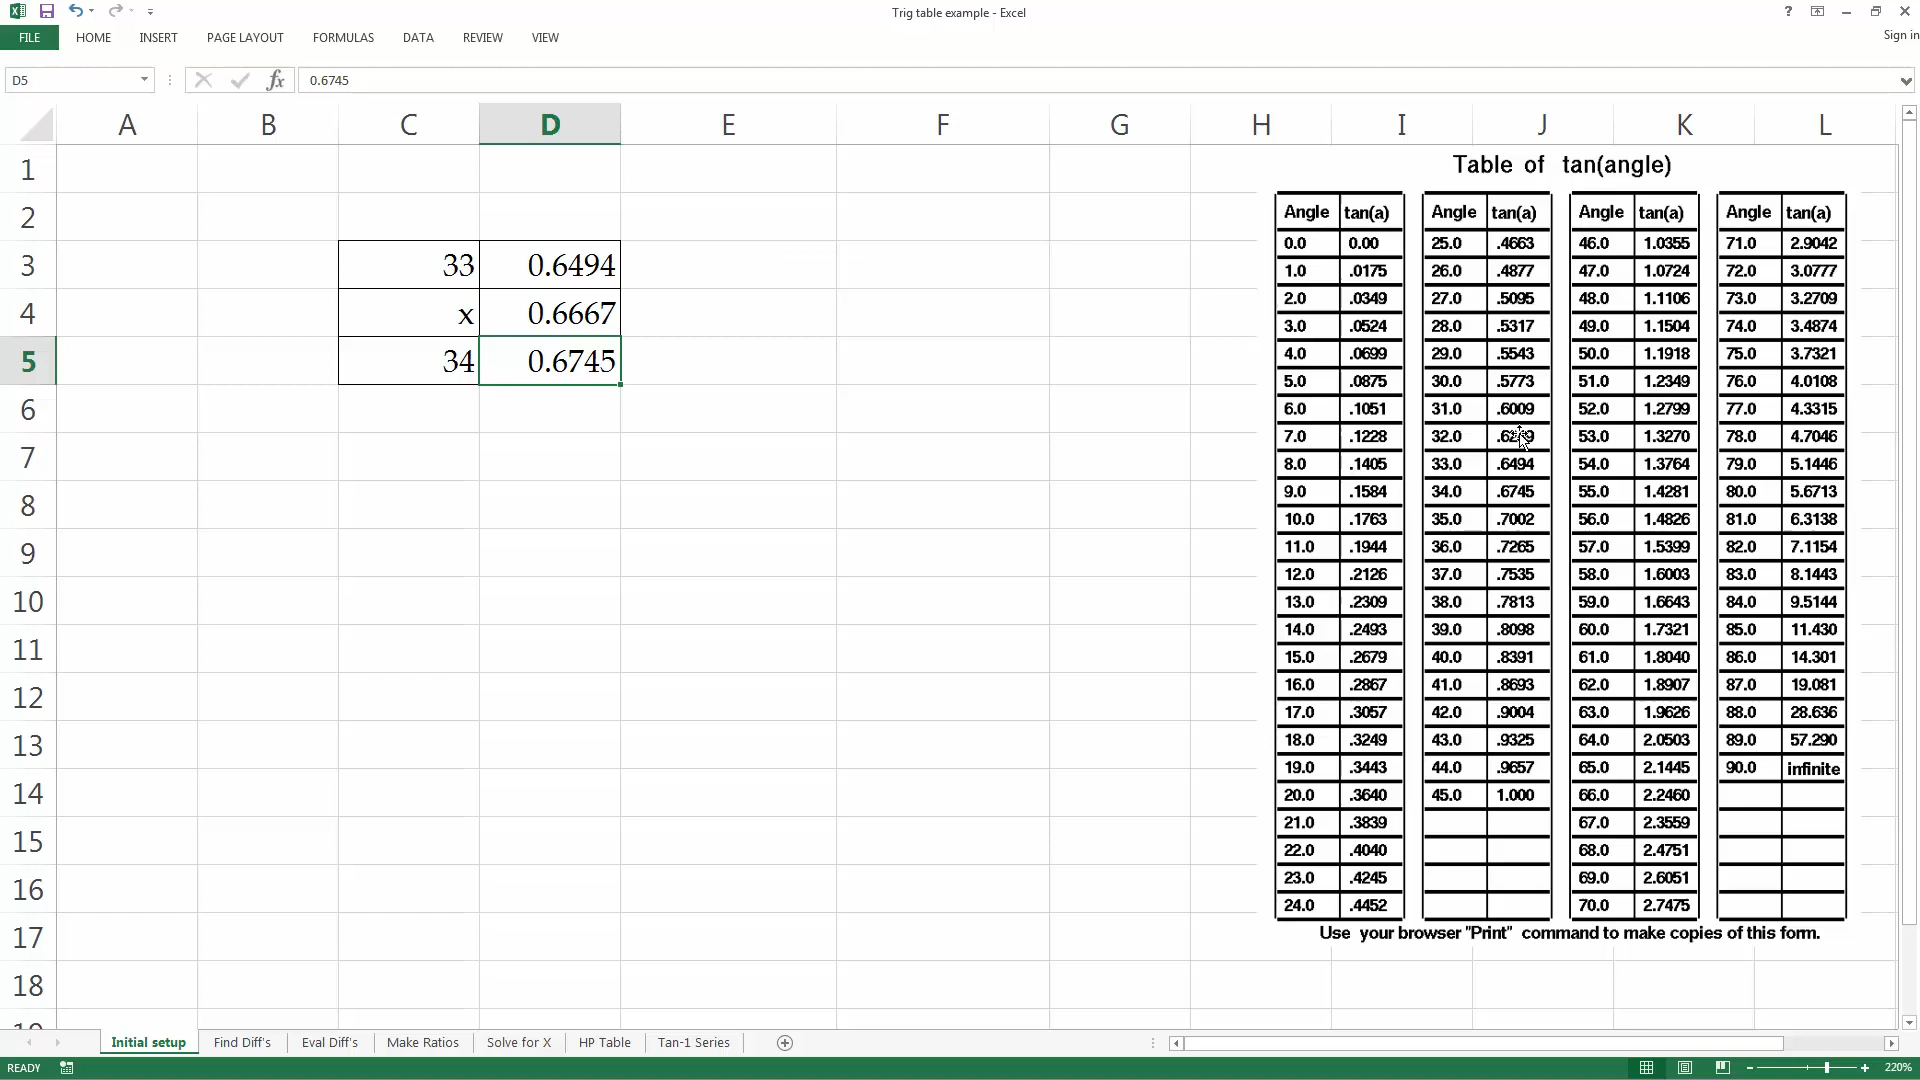 Trig table example - Excel
?
FILE HOME INSERT PAGE LAYOUT FORMULAS DATA REVIEW VIEW
Sign in
D5 fx 0.6745
A B C D E F G H I J K L
1
2
3
4
5
6
7
8
9
10
11
12
13
14
15
16
17
18
33 0.6494
x 0.6667
34 0.6745
Table of tan(angle)
Angle tan(a) Angle tan(a) Angle tan(a) Angle tan(a)
0.0 0.00 25.0 .4663 46.0 1.0355 71.0 2.9042
1.0 .0175 26.0 .4877 47.0 1.0724 72.0 3.0777
2.0 .0349 27.0 .5095 48.0 1.1106 73.0 3.2709
3.0 .0524 28.0 .5317 49.0 1.1504 74.0 3.4874
4.0 .0699 29.0 .5543 50.0 1.1918 75.0 3.7321
5.0 .0875 30.0 .5773 51.0 1.2349 76.0 4.0108
6.0 .1051 31.0 .6009 52.0 1.2799 77.0 4.3315
7.0 .1228 32.0 53.0 1.3270 78.0 4.7046
8.0 .1405 33.0 .6494 54.0 1.3764 79.0 5.1446
9.0 .1584 34.0 .6745 55.0 1.4281 80.0 5.6713
10.0 .1763 35.0 .7002 56.0 1.4826 81.0 6.3138
11.0 .1944 36.0 .7265 57.0 1.5399 82.0 7.1154
12.0 .2126 37.0 .7535 58.0 1.6003 83.0 8.1443
13.0 .2309 38.0 .7813 59.0 1.6643 84.0 9.5144
14.0 .2493 39.0 .8098 60.0 1.7321 85.0 11.430
15.0 .2679 40.0 .8391 61.0 1.8040 86.0 14.301
16.0 .2867 41.0 .8693 62.0 1.8907 87.0 19.081
17.0 .3057 42.0 .9004 63.0 1.9626 88.0 28.636
18.0 .3249 43.0 .9325 64.0 2.0503 89.0 57.290
19.0 .3443 44.0 .9657 65.0 2.1445 90.0 infinite
20.0 .3640 45.0 1.000 66.0 2.2460
21.0 .3839 67.0 2.3559
22.0 .4040 68.0 2.4751
23.0 .4245 69.0 2.6051
24.0 .4452 70.0 2.7475
Use your browser "Print" command to make copies of this form.
Initial setup Find Diff's Eval Diff's Make Ratios Solve for X HP Table Tan-1 Series
READY
220%